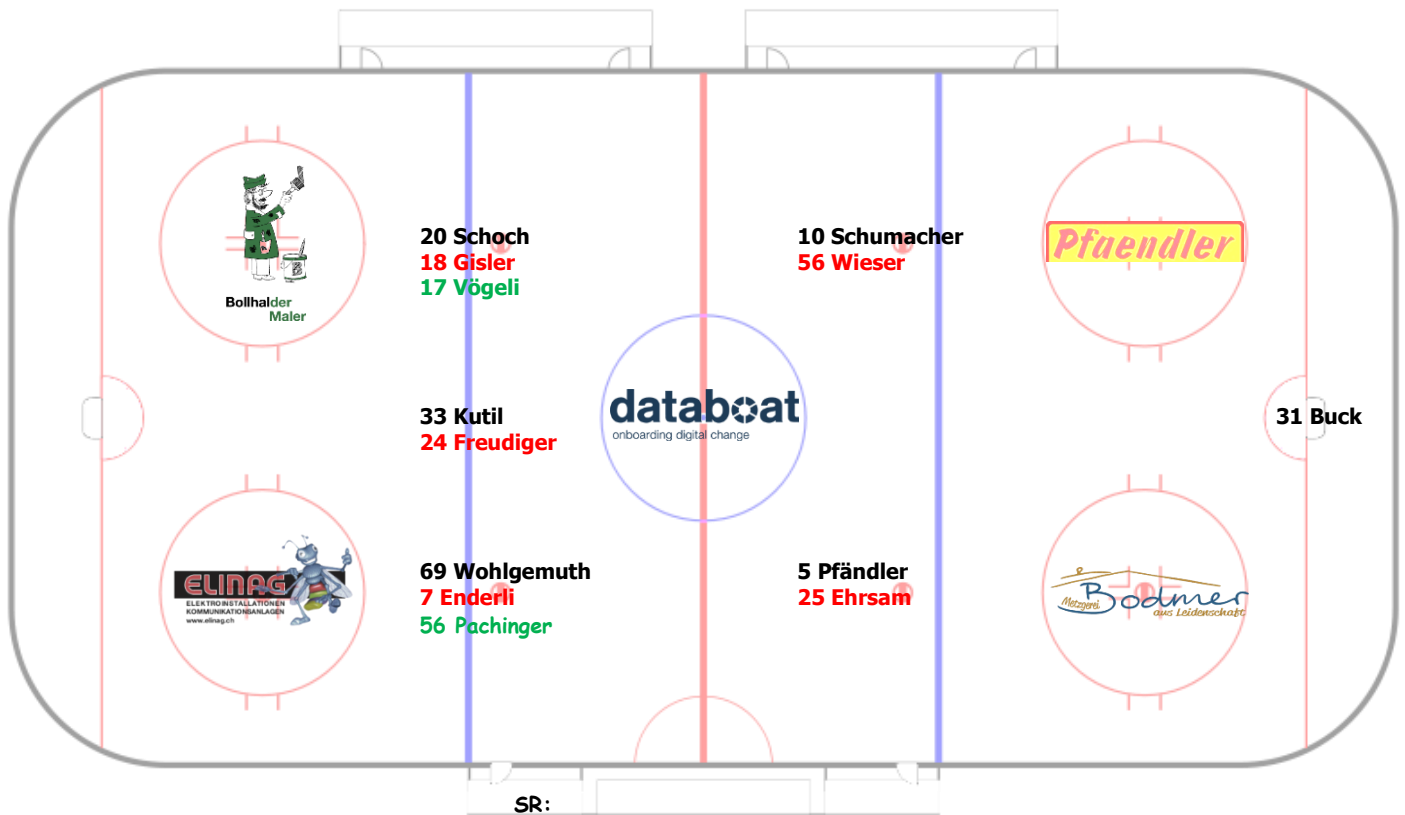 20 Schoch
18 Gisler
17 Vögeli
10 Schumacher
56 Wieser
Pfaendler
Bollhalder
Maler
33 Kutil
24 Freudiger
databoat
onboarding digital change
31 Buck
ELINAG
ELEKTROINSTALLATIONEN
KOMMUNIKATIONSANLAGEN
www.elinag.ch
69 Wohlgemuth
7 Enderli
56 Pachinger
5 Pfändler
25 Ehrsam
Metzgerei Bodmer
aus Leidenschaft
SR: